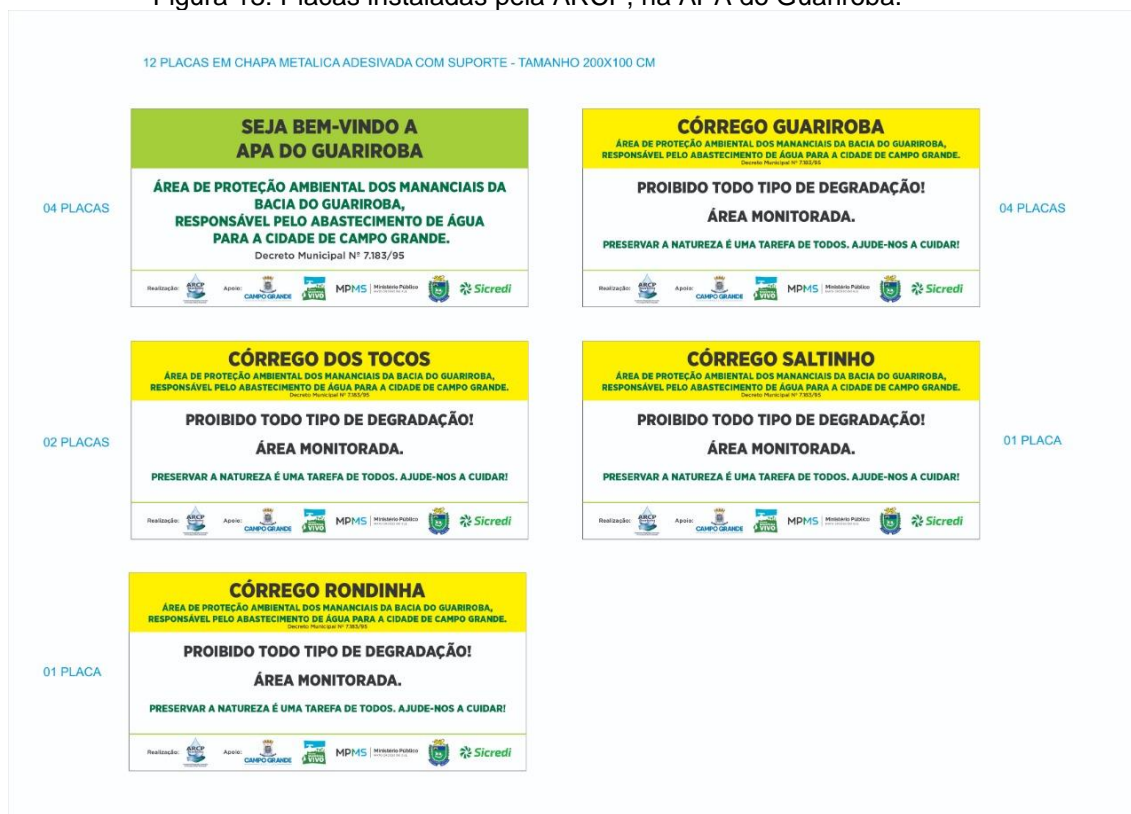 Figura 18. Placas instaladas pela ARCP, na APA do Guariroba.
12 PLACAS EM CHAPA METALICA ADESIVADA COM SUPORTE - TAMANHO 200X100 CM
04 PLACAS
SEJA BEM-VINDO A
APA DO GUARIROBA
ÁREA DE PROTEÇÃO AMBIENTAL DOS MANANCIAIS DA
BACIA DO GUARIROBA,
RESPONSÁVEL PELO ABASTECIMENTO DE ÁGUA
PARA A CIDADE DE CAMPO GRANDE.
Decreto Municipal Nº 7.183/95
Realização: ARCP Apoio: CAMPO GRANDE VIVO MPMS Ministério Público Sicredi
CÓRREGO GUARIROBA
ÁREA DE PROTEÇÃO AMBIENTAL DOS MANANCIAIS DA BACIA DO GUARIROBA,
RESPONSÁVEL PELO ABASTECIMENTO DE ÁGUA PARA A CIDADE DE CAMPO GRANDE.
Decreto Municipal Nº 7.183/95
PROIBIDO TODO TIPO DE DEGRADAÇÃO!
ÁREA MONITORADA.
PRESERVAR A NATUREZA É UMA TAREFA DE TODOS. AJUDE-NOS A CUIDAR!
Realização: ARCP Apoio: CAMPO GRANDE VIVO MPMS Ministério Público Sicredi
04 PLACAS
02 PLACAS
CÓRREGO DOS TOCOS
ÁREA DE PROTEÇÃO AMBIENTAL DOS MANANCIAIS DA BACIA DO GUARIROBA,
RESPONSÁVEL PELO ABASTECIMENTO DE ÁGUA PARA A CIDADE DE CAMPO GRANDE.
Decreto Municipal Nº 7.183/95
PROIBIDO TODO TIPO DE DEGRADAÇÃO!
ÁREA MONITORADA.
PRESERVAR A NATUREZA É UMA TAREFA DE TODOS. AJUDE-NOS A CUIDAR!
Realização: ARCP Apoio: CAMPO GRANDE VIVO MPMS Ministério Público Sicredi
CÓRREGO SALTINHO
ÁREA DE PROTEÇÃO AMBIENTAL DOS MANANCIAIS DA BACIA DO GUARIROBA,
RESPONSÁVEL PELO ABASTECIMENTO DE ÁGUA PARA A CIDADE DE CAMPO GRANDE.
Decreto Municipal Nº 7.183/95
PROIBIDO TODO TIPO DE DEGRADAÇÃO!
ÁREA MONITORADA.
PRESERVAR A NATUREZA É UMA TAREFA DE TODOS. AJUDE-NOS A CUIDAR!
Realização: ARCP Apoio: CAMPO GRANDE VIVO MPMS Ministério Público Sicredi
01 PLACA
01 PLACA
CÓRREGO RONDINHA
ÁREA DE PROTEÇÃO AMBIENTAL DOS MANANCIAIS DA BACIA DO GUARIROBA,
RESPONSÁVEL PELO ABASTECIMENTO DE ÁGUA PARA A CIDADE DE CAMPO GRANDE.
Decreto Municipal Nº 7.183/95
PROIBIDO TODO TIPO DE DEGRADAÇÃO!
ÁREA MONITORADA.
PRESERVAR A NATUREZA É UMA TAREFA DE TODOS. AJUDE-NOS A CUIDAR!
Realização: ARCP Apoio: CAMPO GRANDE VIVO MPMS Ministério Público Sicredi